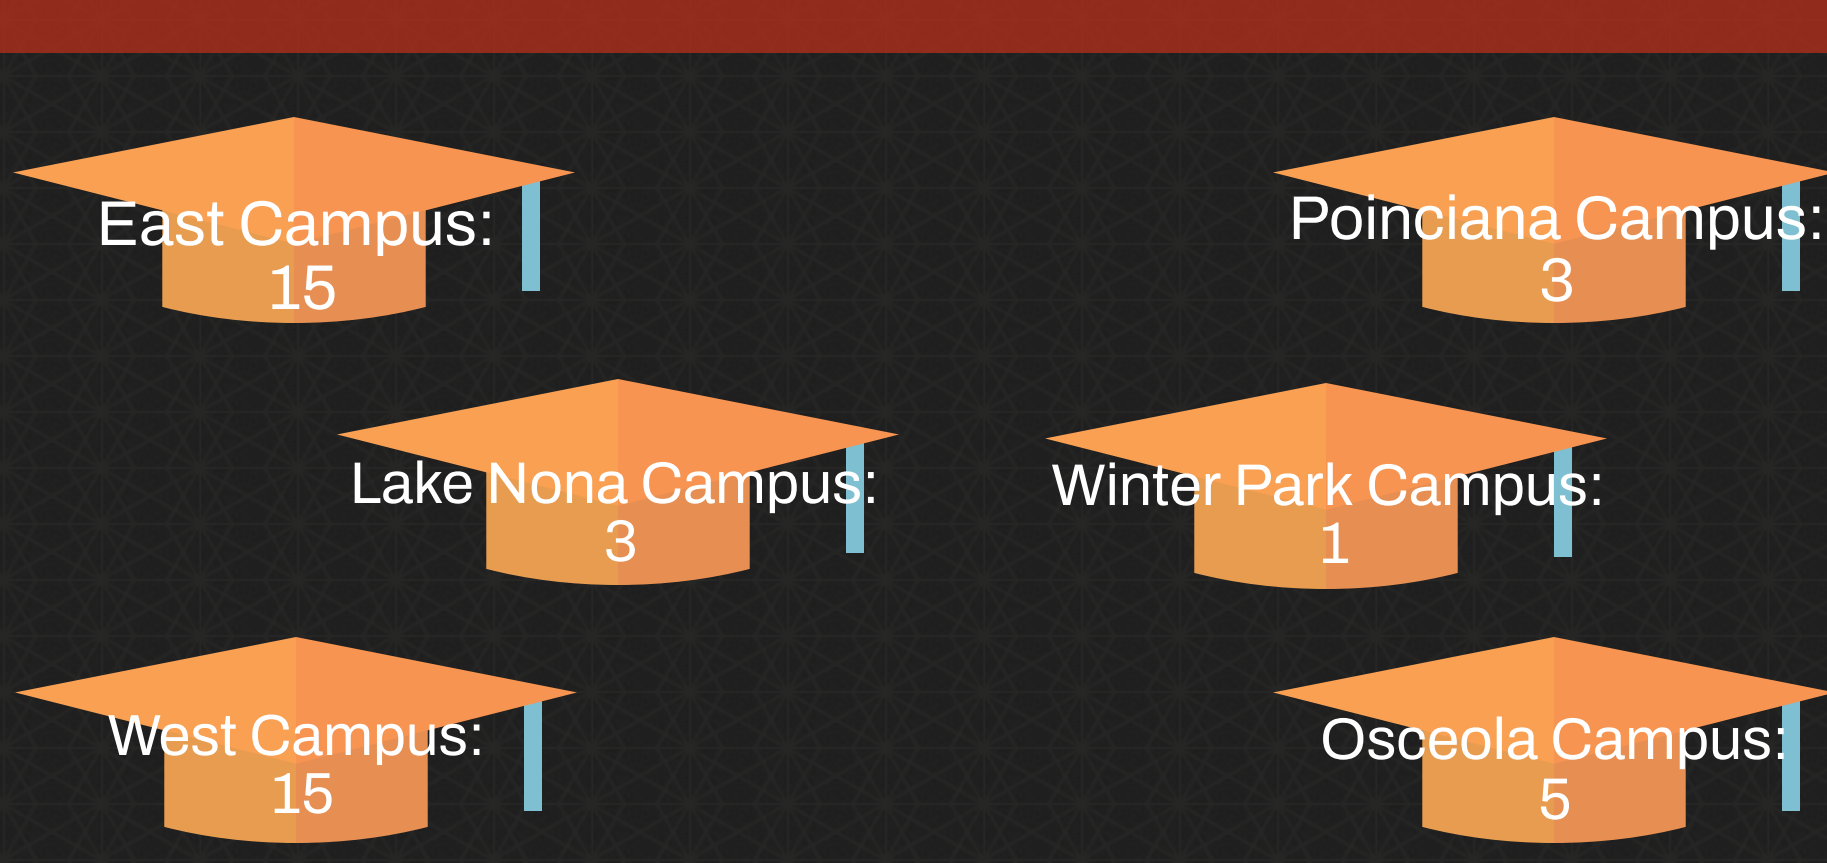 East Campus:
15
Poinciana Campus:
3
Lake Nona Campus:
3
Winter Park Campus:
1
West Campus:
15
Osceola Campus:
5